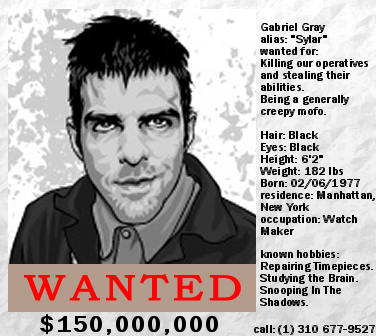 Gabriel Gray
alias: "Sylar"
wanted for:
Killing our operatives
and stealing their
abilities.
Being a generally
creepy mofo.
Hair: Black
Eyes: Black
Height: 6'2"
Weight: 182 lbs
Born: 02/06/1977
residence: Manhattan,
New York
occupation: Watch
Maker
known hobbies:
Repairing Timepieces.
Studying the Brain.
Snooping In The
Shadows.
WANTED
$150,000,000
call: (1) 310 677-9527